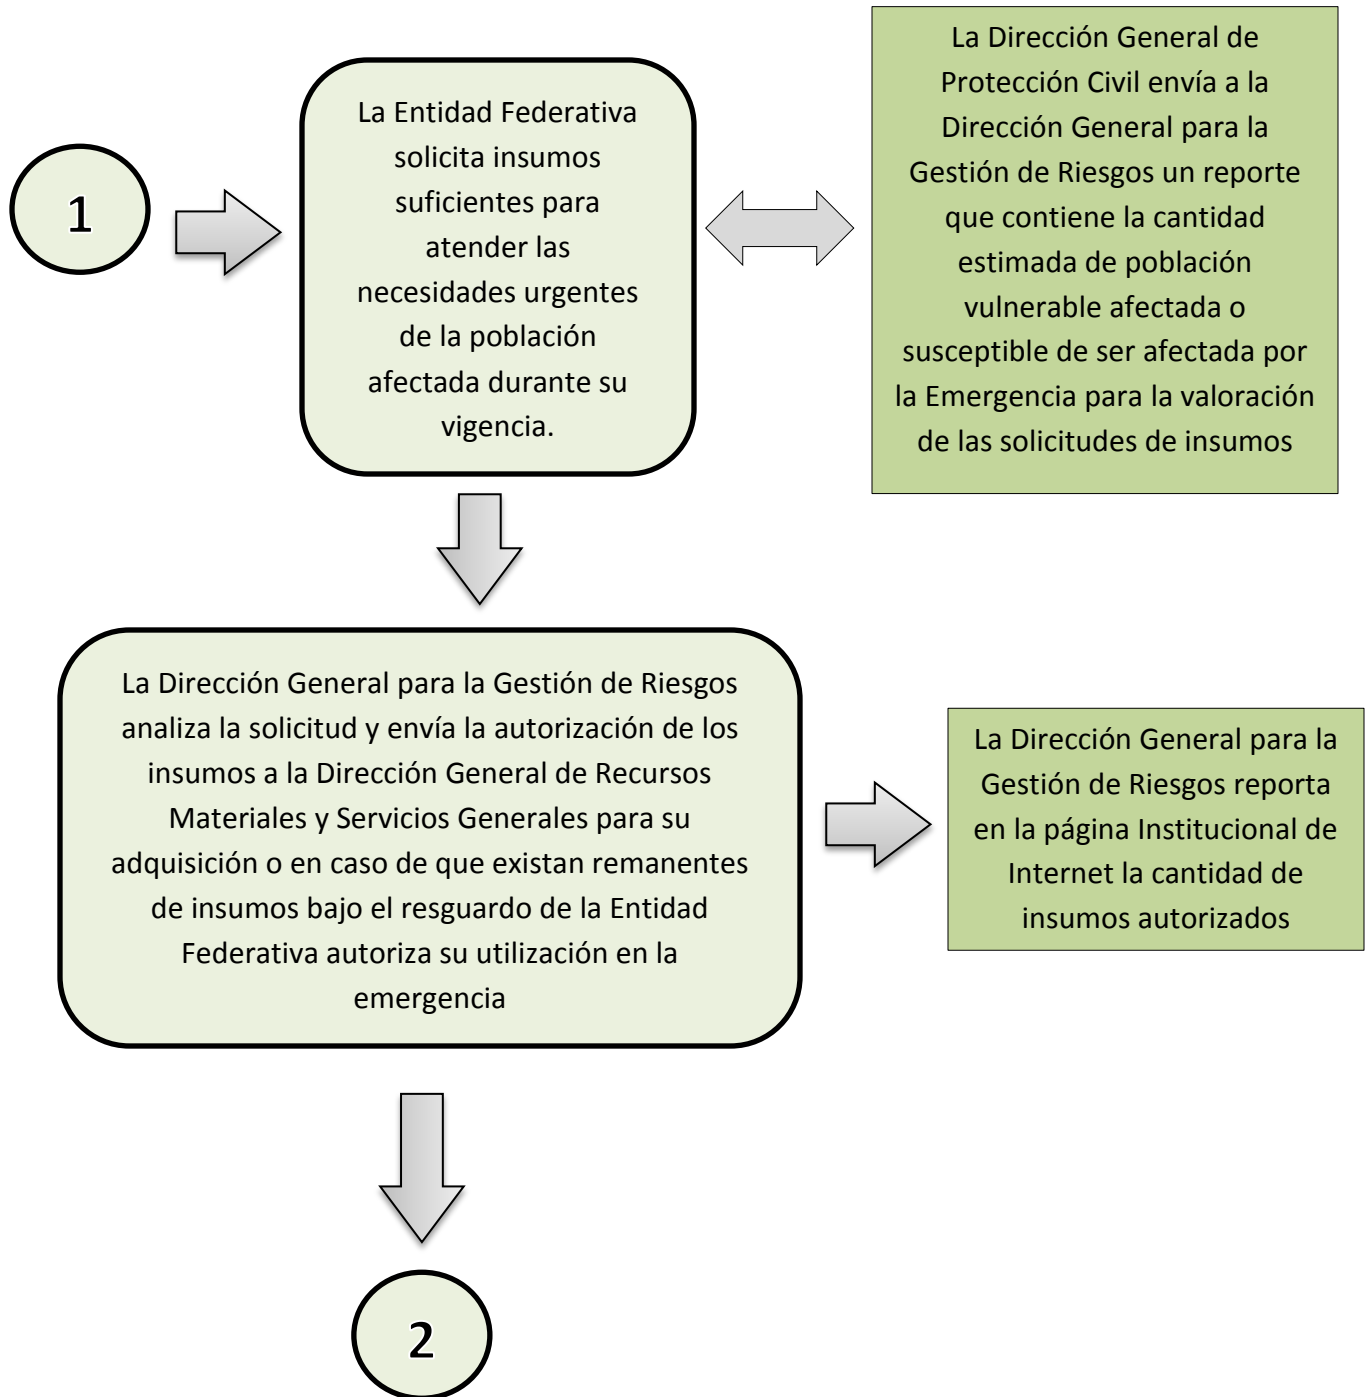 1
La Entidad Federativa
solicita insumos
suficientes para
atender las
necesidades urgentes
de la población
afectada durante su
vigencia.
La Dirección General de
Protección Civil envía a la
Dirección General para la
Gestión de Riesgos un reporte
que contiene la cantidad
estimada de población
vulnerable afectada o
susceptible de ser afectada por
la Emergencia para la valoración
de las solicitudes de insumos
La Dirección General para la Gestión de Riesgos
analiza la solicitud y envía la autorización de los
insumos a la Dirección General de Recursos
Materiales y Servicios Generales para su
adquisición o en caso de que existan remanentes
de insumos bajo el resguardo de la Entidad
Federativa autoriza su utilización en la
emergencia
La Dirección General para la
Gestión de Riesgos reporta
en la página Institucional de
Internet la cantidad de
insumos autorizados
2